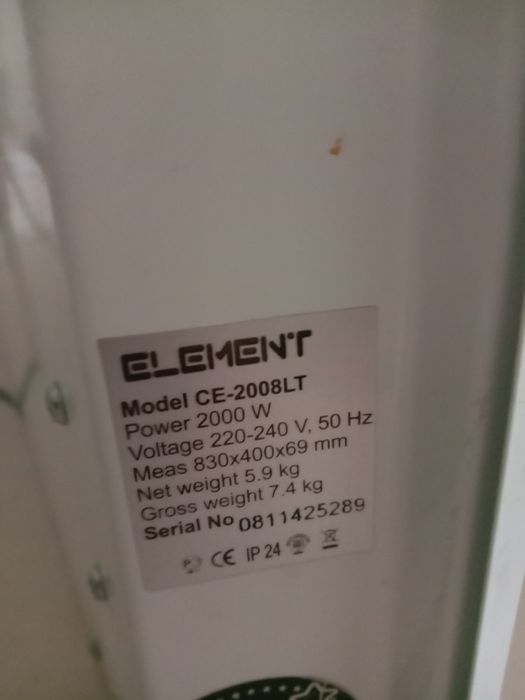 ELEMENT
Model CE-2008LT
Power 2000 W
Voltage 220-240 V, 50 Hz
Meas 830x400x69 mm
Net weight 5.9 kg
Gross weight 7.4 kg
Serial No 0811425289
CE IP 24